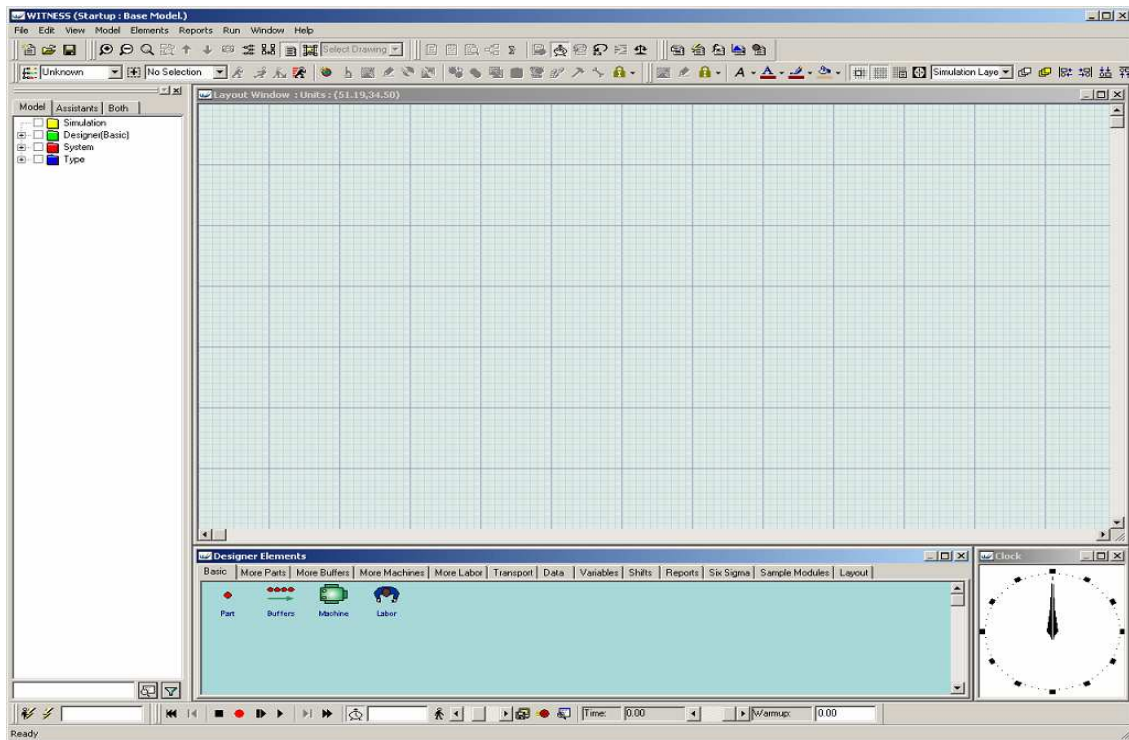 WITNESS (Startup : Base Model.)
File Edit View Model Elements Reports Run Window Help
Select Drawing
Unknown No Selection A A Simulation Laye
Model Assistants Both
Simulation
Designer(Basic)
System
Type
Layout Window : Units : (51.19,34.50)
Designer Elements
Basic More Parts More Buffers More Machines More Labor Transport Data Variables Shifts Reports Six Sigma Sample Modules Layout
Part Buffers Machine Labor
Clock
Time: 0.00 Warmup: 0.00
Ready